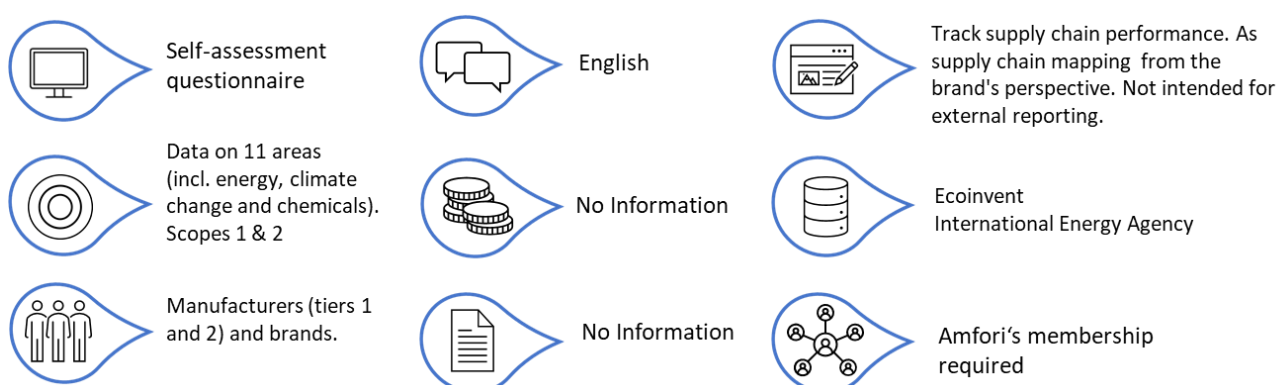 Self-assessment
questionnaire
English
Track supply chain performance. As
supply chain mapping from the
brand's perspective. Not intended for
external reporting.
Data on 11 areas
(incl. energy, climate
change and chemicals).
Scopes 1 & 2
No Information
Ecoinvent
International Energy Agency
Manufacturers (tiers 1
and 2) and brands.
No Information
Amfori‘s membership
required